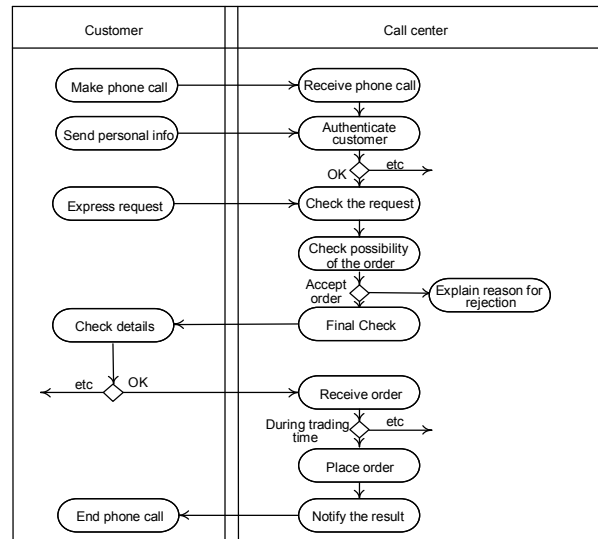 Customer
Call center
Make phone call
Receive phone call
Send personal info
Authenticate
customer
etc
OK
Express request
Check the request
Check possibility
of the order
Accept
order
Explain reason for
rejection
Check details
Final Check
etc
OK
Receive order
During trading
time
etc
Place order
End phone call
Notify the result